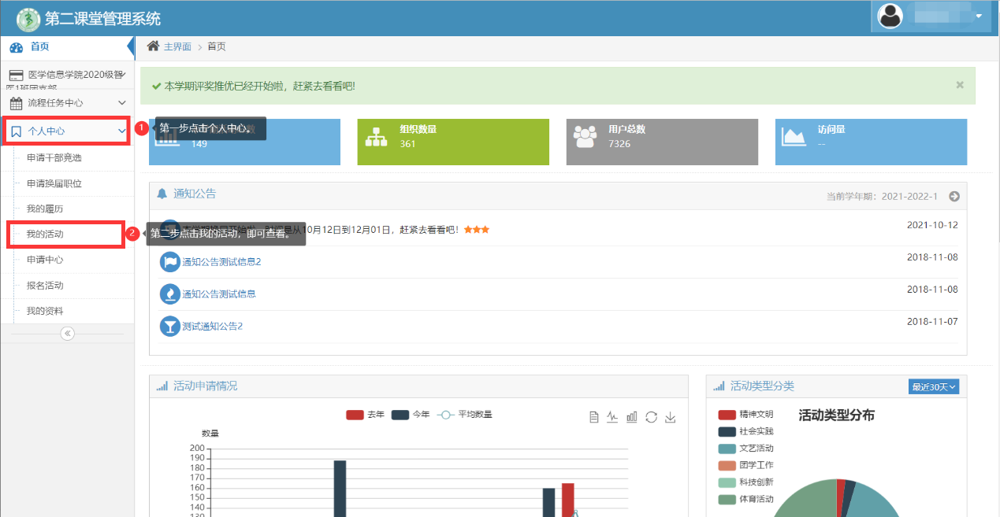 第二课堂管理系统
首页
主界面 > 首页
医学信息学院2020级智
医1班团支部
流程任务中心
个人中心
申请干部竞选
申请换届职位
我的履历
我的活动
申请中心
报名活动
我的资料
本学期评奖推优已经开始啦，赶紧去看看吧!
×
1
第一步点击个人中心。
数
149
组织数量
361
用户总数
7326
访问量
--
通知公告
当前学年期：2021-2022-1
2
第二步点击我的活动，即可查看。
从10月12日到12月01日，赶紧去看看吧！
2021-10-12
通知公告测试信息2
2018-11-08
通知公告测试信息
2018-11-08
测试通知公告2
2018-11-07
活动申请情况
去年 今年 平均数量
数量
200
190
180
170
160
150
140
130
活动类型分类
最近30天
活动类型分布
精神文明
社会实践
文艺活动
团学工作
科技创新
体育活动